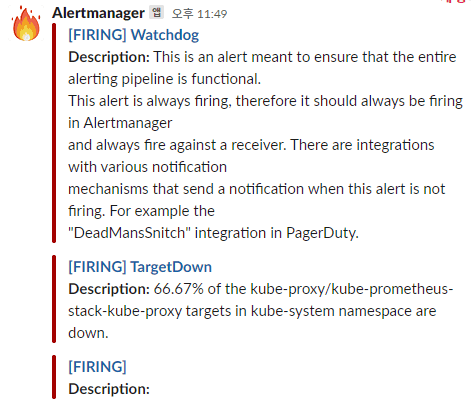 Alertmanager 앱 오후 11:49
[FIRING] Watchdog
Description: This is an alert meant to ensure that the entire
alerting pipeline is functional.
This alert is always firing, therefore it should always be firing
in Alertmanager
and always fire against a receiver. There are integrations
with various notification
mechanisms that send a notification when this alert is not
firing. For example the
"DeadMansSnitch" integration in PagerDuty.
[FIRING] TargetDown
Description: 66.67% of the kube-proxy/kube-prometheus-
stack-kube-proxy targets in kube-system namespace are
down.
[FIRING]
Description: